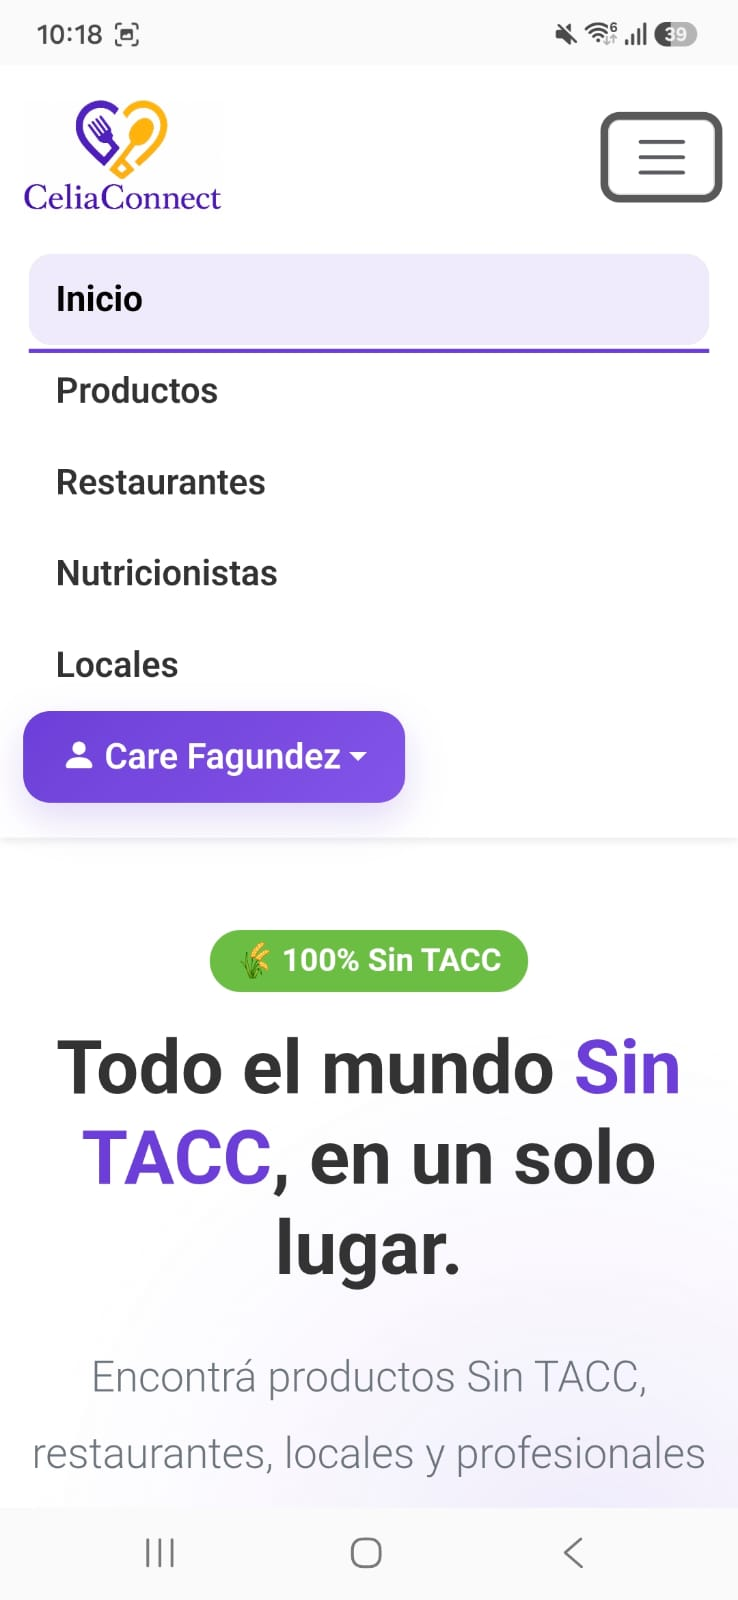 10:18
6
39
CeliaConnect
Inicio
Productos
Restaurantes
Nutricionistas
Locales
Care Fagundez
100% Sin TACC
Todo el mundo Sin
TACC, en un solo
lugar.
Encontrá productos Sin TACC,
restaurantes, locales y profesionales